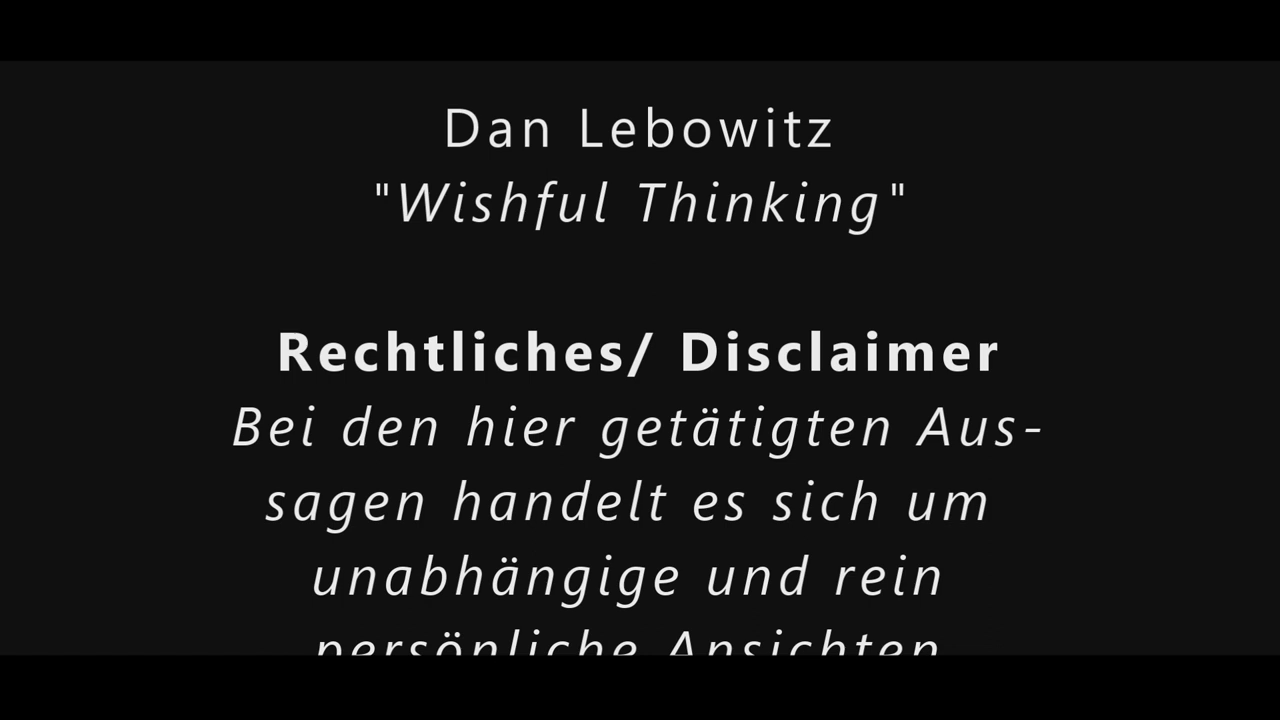 Dan Lebowitz
"Wishful Thinking"
Rechtliches/ Disclaimer
Bei den hier getätigten Aus-
sagen handelt es sich um
unabhängige und rein
persönliche Ansichten